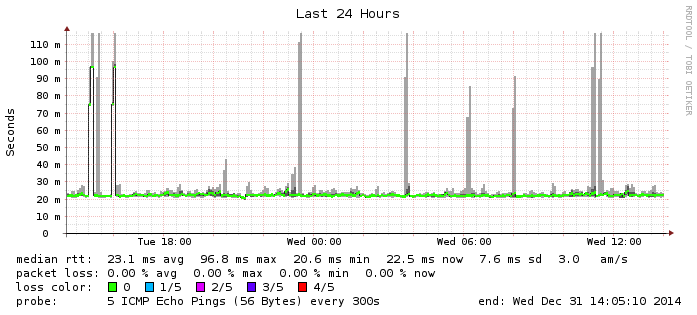 Last 24 Hours
RRDTOOL / TOBI OETIKER
Seconds
110 m
100 m
90 m
80 m
70 m
60 m
50 m
40 m
30 m
20 m
10 m
0
Tue 18:00 Wed 00:00 Wed 06:00 Wed 12:00
median rtt: 23.1 ms avg 96.8 ms max 20.6 ms min 22.5 ms now 7.6 ms sd 3.0 am/s
packet loss: 0.00 % avg 0.00 % max 0.00 % min 0.00 % now
loss color: 0 1/5 2/5 3/5 4/5
probe: 5 ICMP Echo Pings (56 Bytes) every 300s end: Wed Dec 31 14:05:10 2014